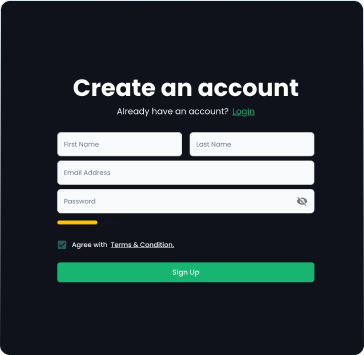 Create an account
Already have an account? Login
First Name Last Name
Email Address
Password
Agree with Terms & Condition.
Sign Up